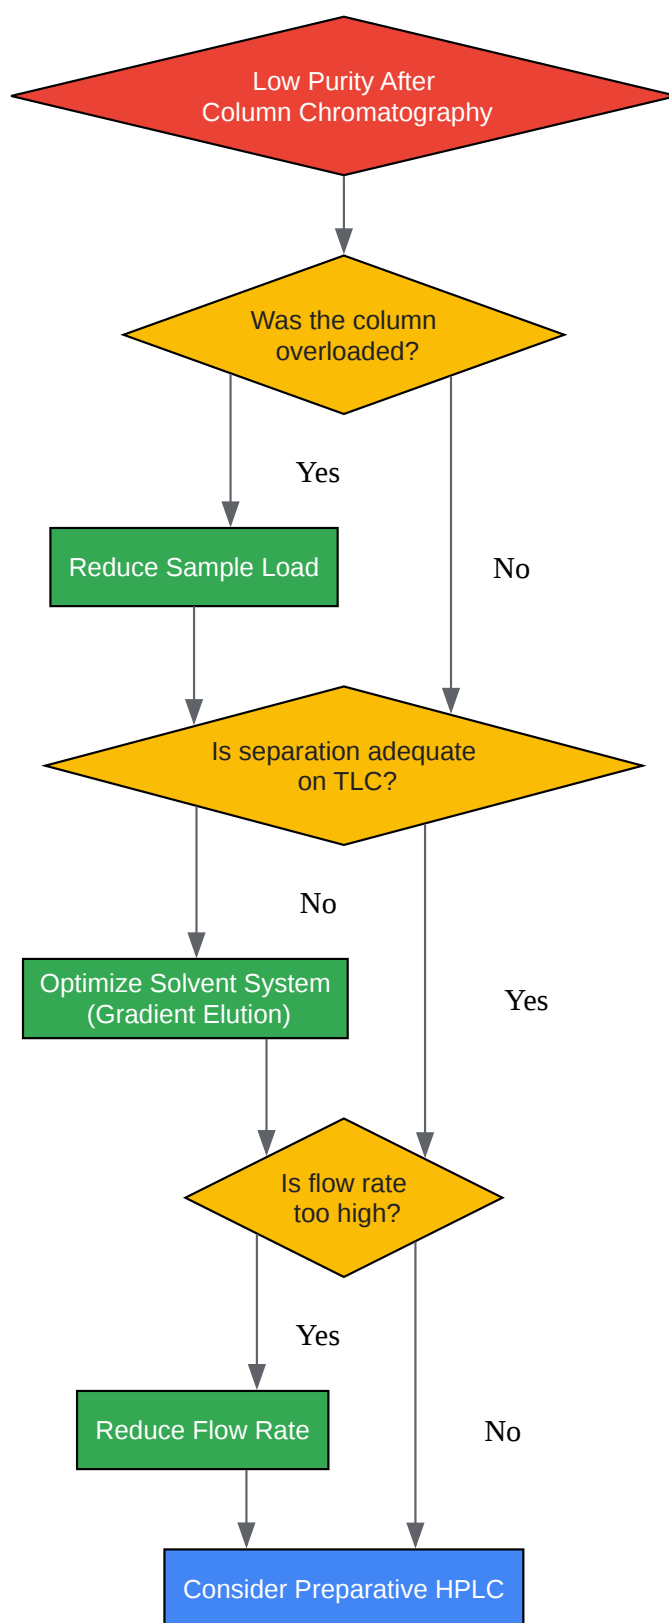 Low Purity After
Column Chromatography
Was the column
overloaded?
Yes
Reduce Sample Load
No
Is separation adequate
on TLC?
No
Optimize Solvent System
(Gradient Elution)
Yes
Is flow rate
too high?
Yes
Reduce Flow Rate
No
Consider Preparative HPLC